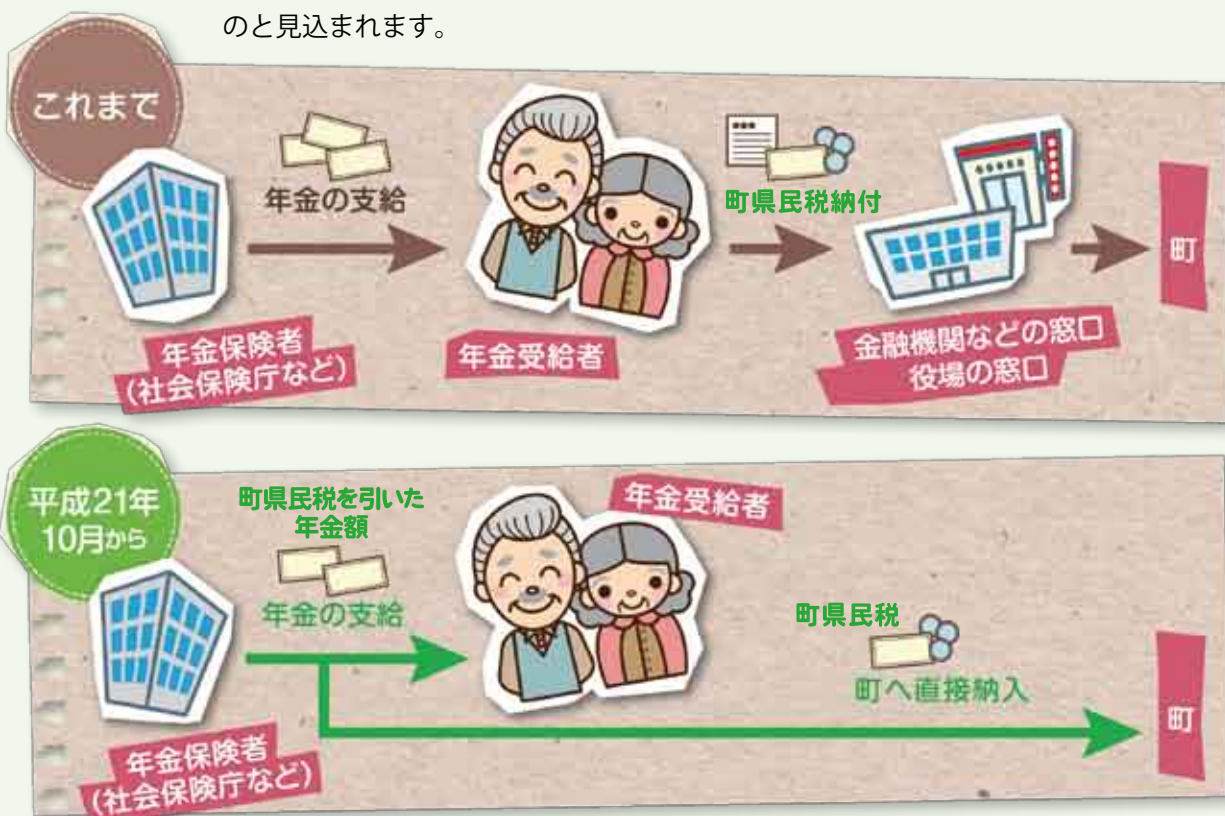 のと見込まれます。
これまで
年金の支給
町県民税納付
年金保険者
(社会保険庁など)
年金受給者
金融機関などの窓口
役場の窓口
町
平成21年
10月から
町県民税を引いた
年金額
年金の支給
年金受給者
町県民税
町へ直接納入
年金保険者
(社会保険庁など)
町